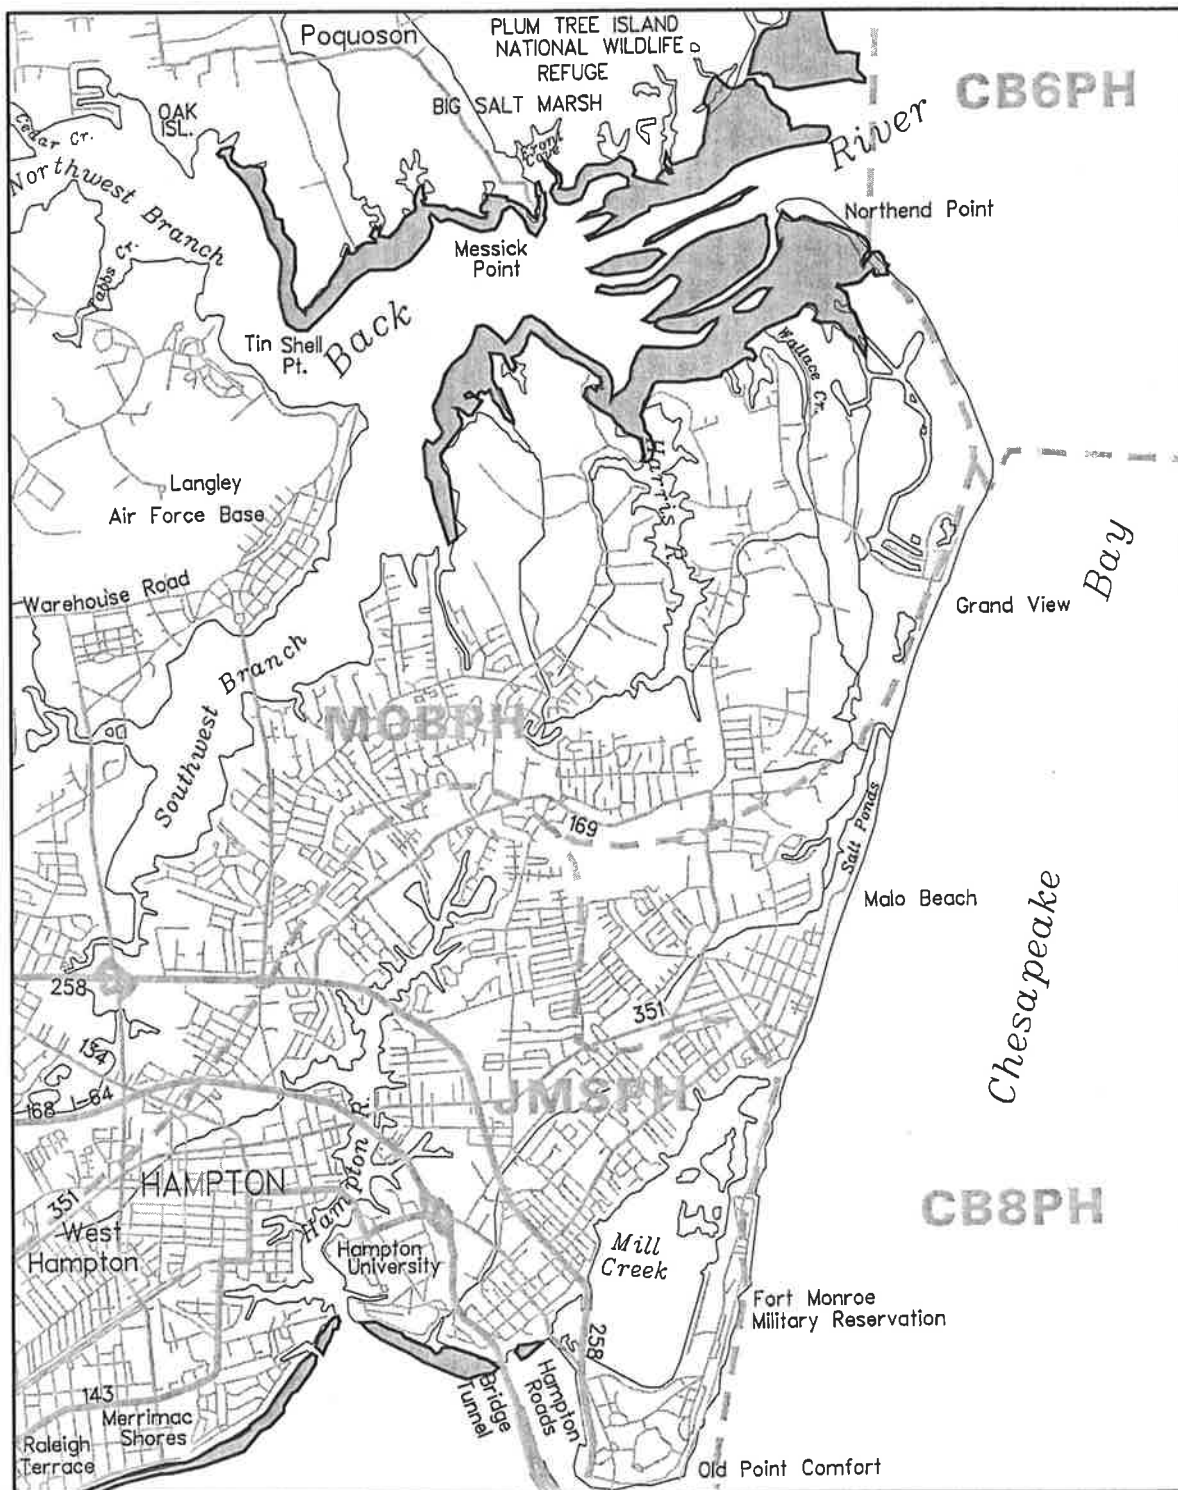 Poquoson
PLUM TREE ISLAND
NATIONAL WILDLIFE
REFUGE
BIG SALT MARSH
CB6PH
OAK
ISL.
Cedar Cr.
Northwest Branch
Front
Cove
River
Northend Point
Messick
Point
Tabbs Cr.
Tin Shell
Pt.
Back
Wallace Cr.
Harris R.
Langley
Air Force Base
Bay
Warehouse Road
Grand View
Southwest Branch
MOBPH
169
Salt Ponds
Malo Beach
Chesapeake
258
351
134
168 I-64
JMSPH
Hampton R.
HAMPTON
351
West
Hampton
CB8PH
Hampton
University
Mill
Creek
Fort Monroe
Military Reservation
258
143
Merrimac
Shores
Bridge
Tunnel
Hampton
Roads
Raleigh
Terrace
Old Point Comfort